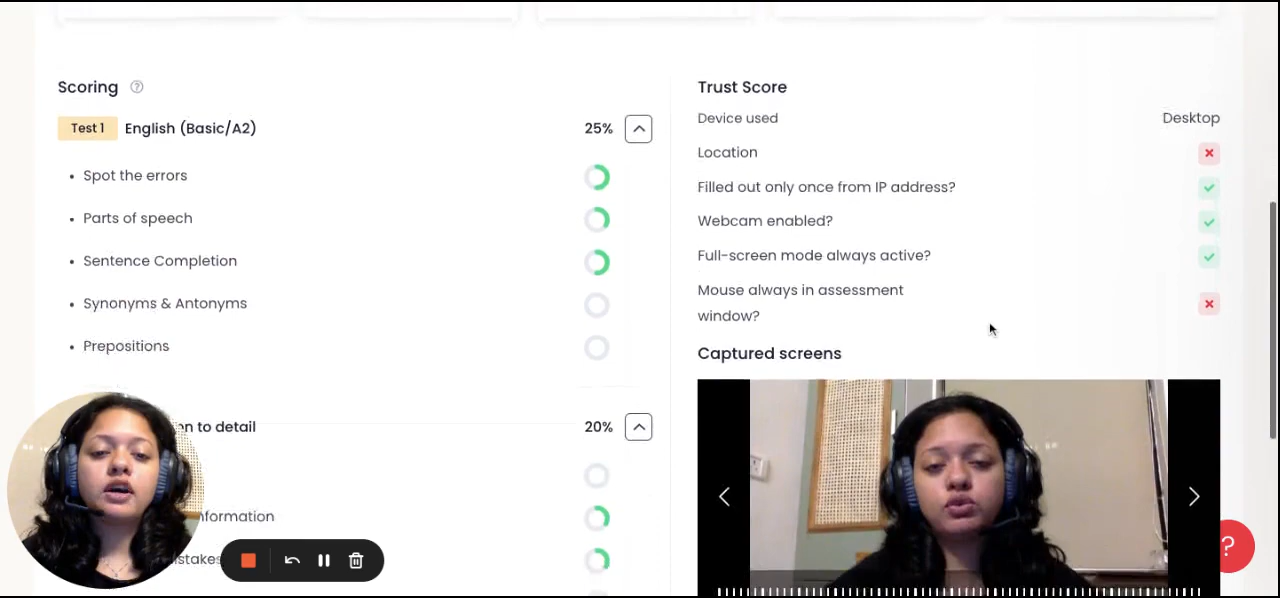 Scoring ?
Test 1 English (Basic/A2) 25%
Spot the errors
Parts of speech
Sentence Completion
Synonyms & Antonyms
Prepositions
to detail 20%
Trust Score
Device used Desktop
Location
Filled out only once from IP address?
Webcam enabled?
Full-screen mode always active?
Mouse always in assessment
window?
Captured screens
?